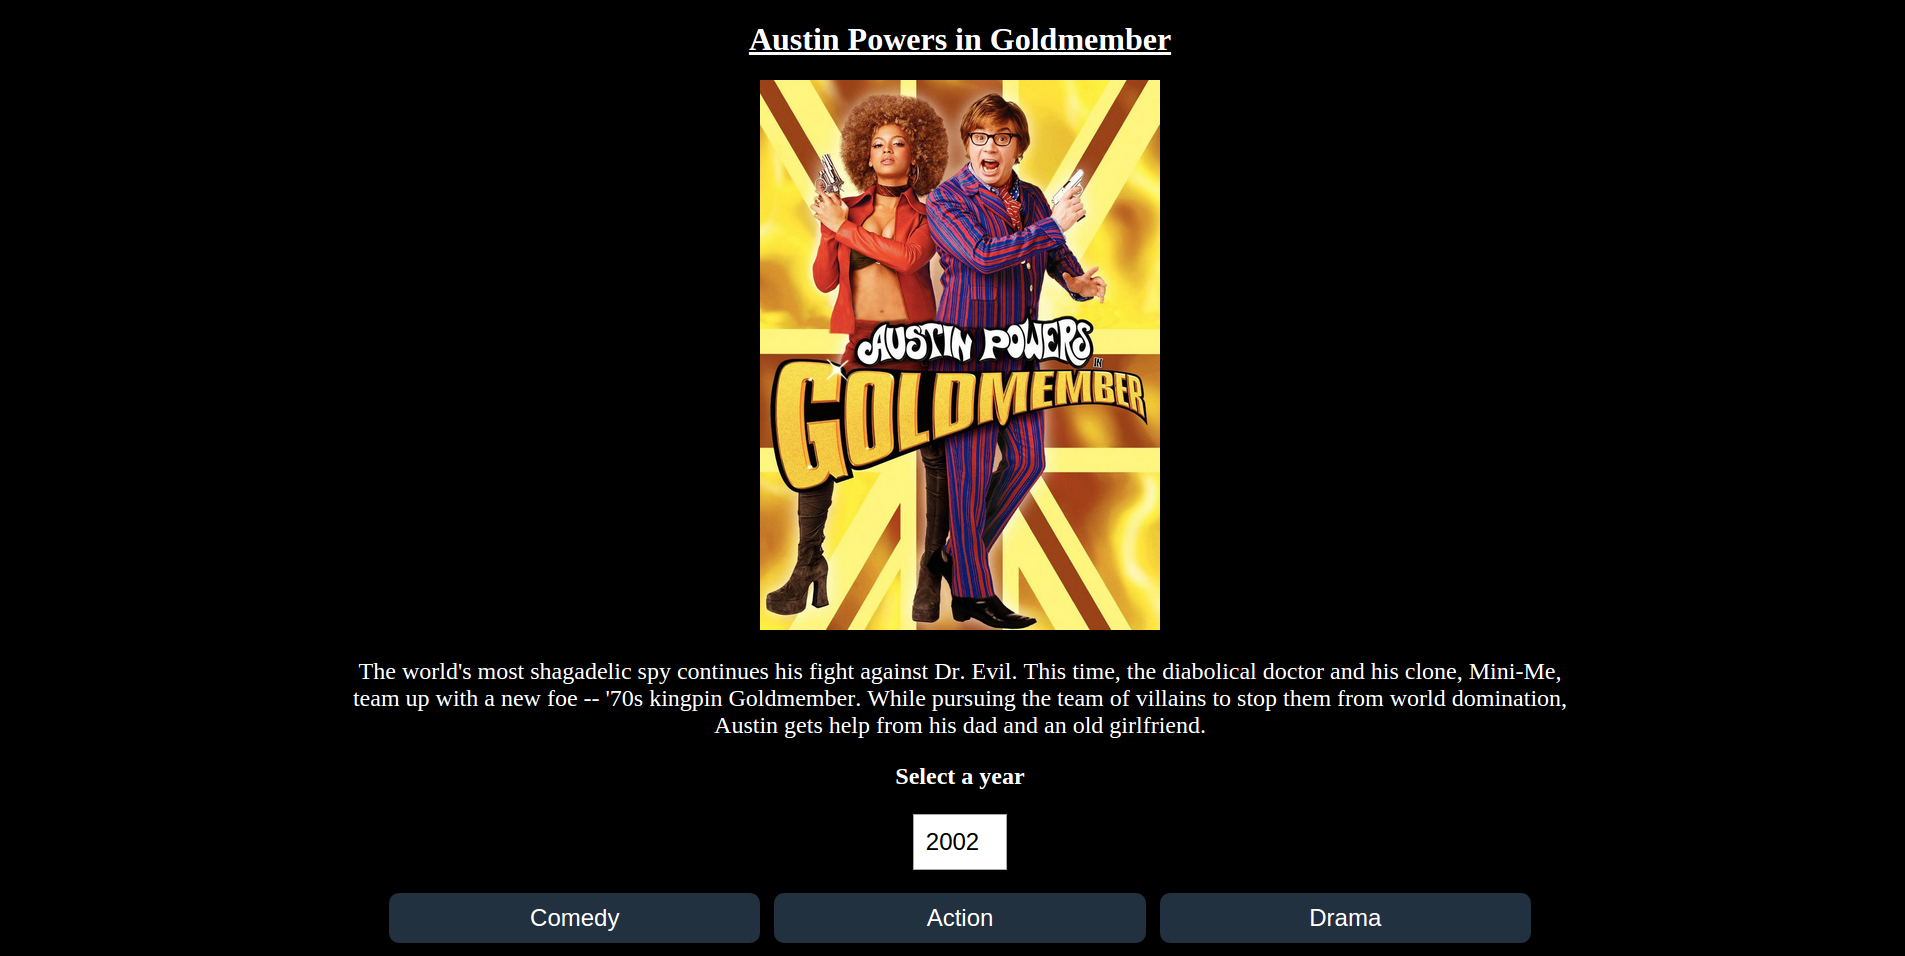 Austin Powers in Goldmember
AUSTIN POWERS
IN
GOLDMEMBER
The world's most shagadelic spy continues his fight against Dr. Evil. This time, the diabolical doctor and his clone, Mini-Me,
team up with a new foe -- '70s kingpin Goldmember. While pursuing the team of villains to stop them from world domination,
Austin gets help from his dad and an old girlfriend.
Select a year
2002
Comedy
Action
Drama